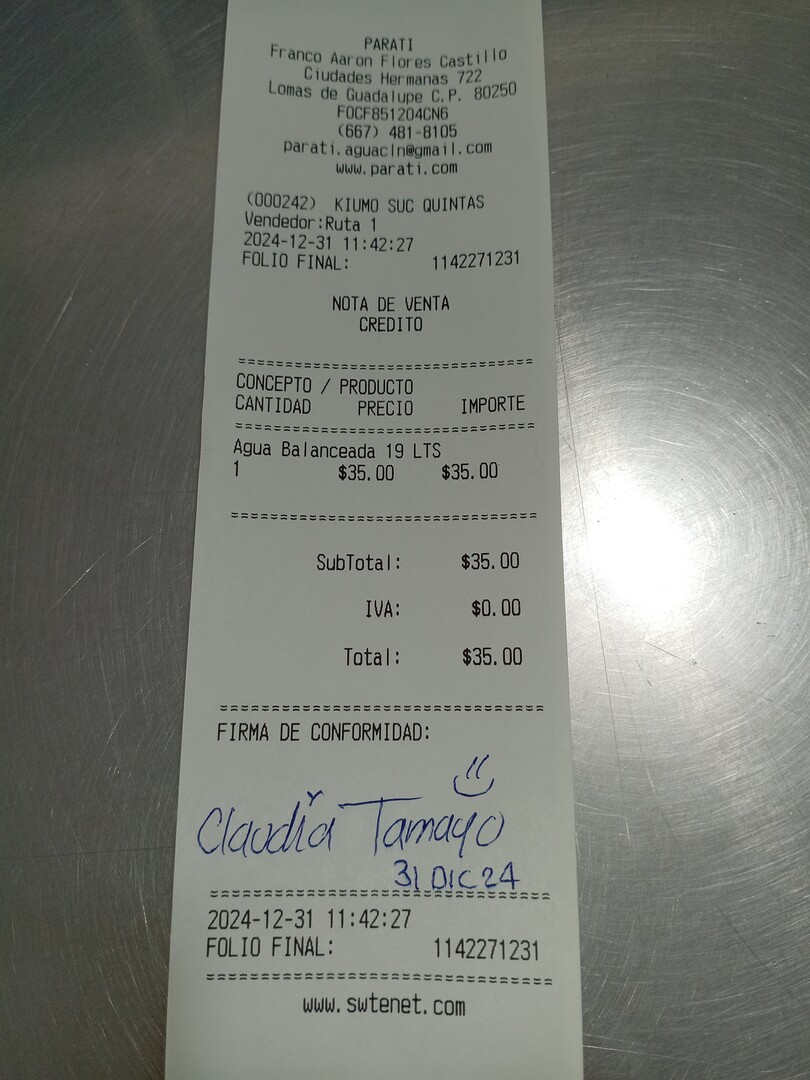 PARATI
Franco Aaron Flores Castillo
Ciudades Hermanas 722
Lomas de Guadalupe C.P. 80250
FOCF851204CN6
(667) 481-8105
parati.aguacln@gmail.com
www.parati.com
(000242) KIUMO SUC QUINTAS
Vendedor:Ruta 1
2024-12-31 11:42:27
FOLIO FINAL: 1142271231
NOTA DE VENTA
CREDITO
================================
CONCEPTO / PRODUCTO
CANTIDAD PRECIO IMPORTE
================================
Agua Balanceada 19 LTS
1 $35.00 $35.00
================================
SubTotal: $35.00
IVA: $0.00
Total: $35.00
================================
FIRMA DE CONFORMIDAD:
Claudia Tamayo
31 DIC 24
================================
2024-12-31 11:42:27
FOLIO FINAL: 1142271231
================================
www.swtenet.com